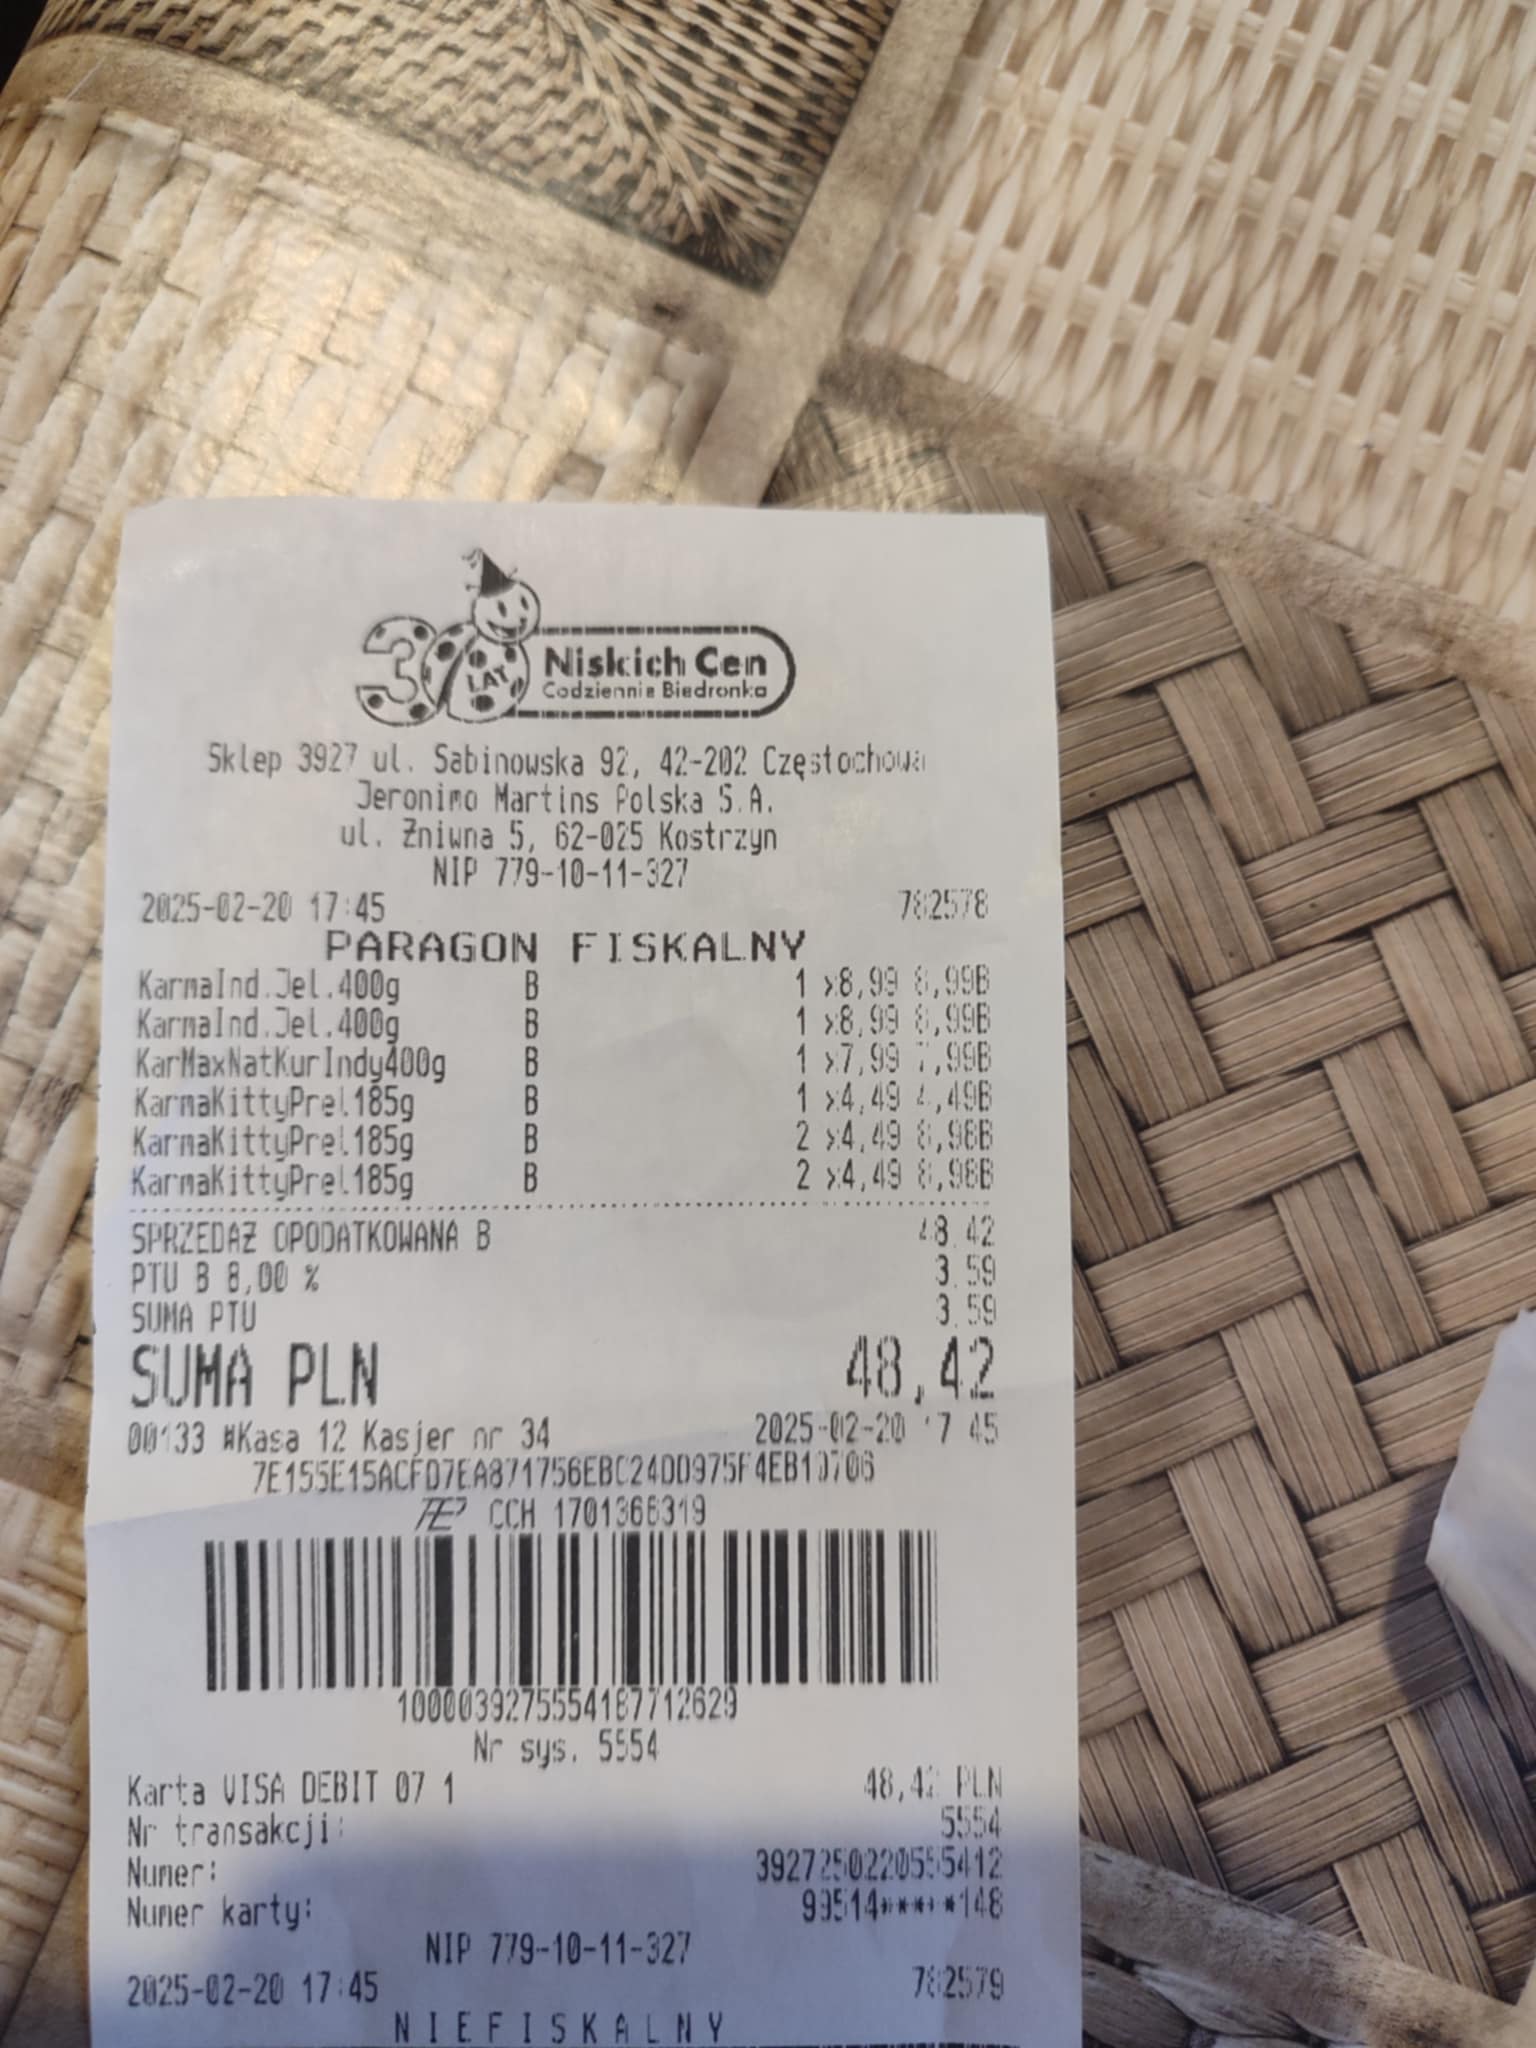 30 LAT Niskich Cen
Codziennie Biedronka
Sklep 3927 ul. Sabinowska 92, 42-202 Częstochowa
Jeronimo Martins Polska S.A.
ul. Żniwna 5, 62-025 Kostrzyn
NIP 779-10-11-327
2025-02-20 17:45 782578
PARAGON FISKALNY
KarmaInd.Jel.400g B 1 x8,99 8,99B
KarmaInd.Jel.400g B 1 x8,99 8,99B
KarMaxNatKurIndy400g B 1 x7,99 7,99B
KarmaKittyPrel185g B 1 x4,49 4,49B
KarmaKittyPrel185g B 2 x4,49 8,98B
KarmaKittyPrel185g B 2 x4,49 8,98B
SPRZEDAŻ OPODATKOWANA B 48,42
PTU B 8,00 % 3,59
SUMA PTU 3,59
SUMA PLN 48,42
00133 #Kasa 12 Kasjer nr 34 2025-02-20 17:45
7E155E15ACFD7EA871756EBC24DD975F4EB10706
CCH 1701368319
1000039275554187712629
Nr sys. 5554
Karta VISA DEBIT 07 1 48,42 PLN
Nr transakcji: 5554
Numer: 3927250220555412
Numer karty: 99514******148
NIP 779-10-11-327
2025-02-20 17:45 782579
NIEFISKALNY